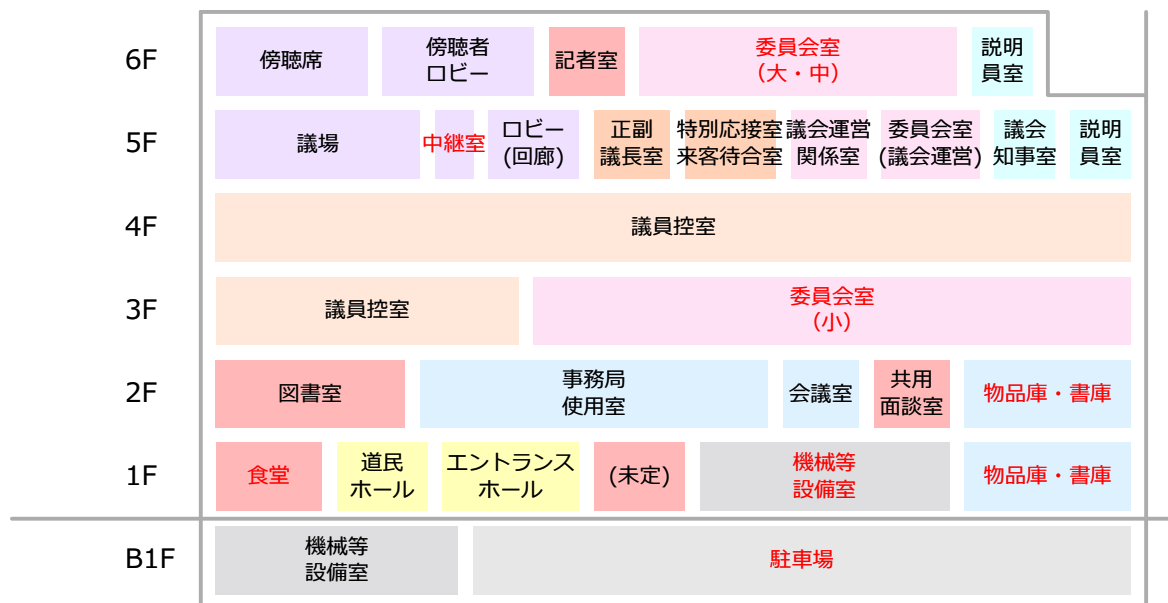 6F
傍聴席
傍聴者
ロビー
記者室
委員会室
（大・中）
説明
員室
5F
議場
中継室
ロビー
(回廊)
正副
議長室
特別応接室
来客待合室
議会運営
関係室
委員会室
(議会運営)
議会
知事室
説明
員室
4F
議員控室
3F
議員控室
委員会室
（小）
2F
図書室
事務局
使用室
会議室
共用
面談室
物品庫・書庫
1F
食堂
道民
ホール
エントランス
ホール
(未定)
機械等
設備室
物品庫・書庫
B1F
機械等
設備室
駐車場